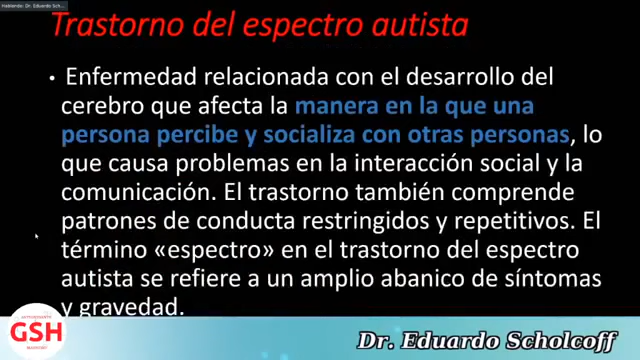 Hablando: Dr. Eduardo Sch...
Trastorno del espectro autista
• Enfermedad relacionada con el desarrollo del
cerebro que afecta la manera en la que una
persona percibe y socializa con otras personas, lo
que causa problemas en la interacción social y la
comunicación. El trastorno también comprende
patrones de conducta restringidos y repetitivos. El
término «espectro» en el trastorno del espectro
autista se refiere a un amplio abanico de síntomas
y gravedad.
GSH
Dr. Eduardo Scholcoff